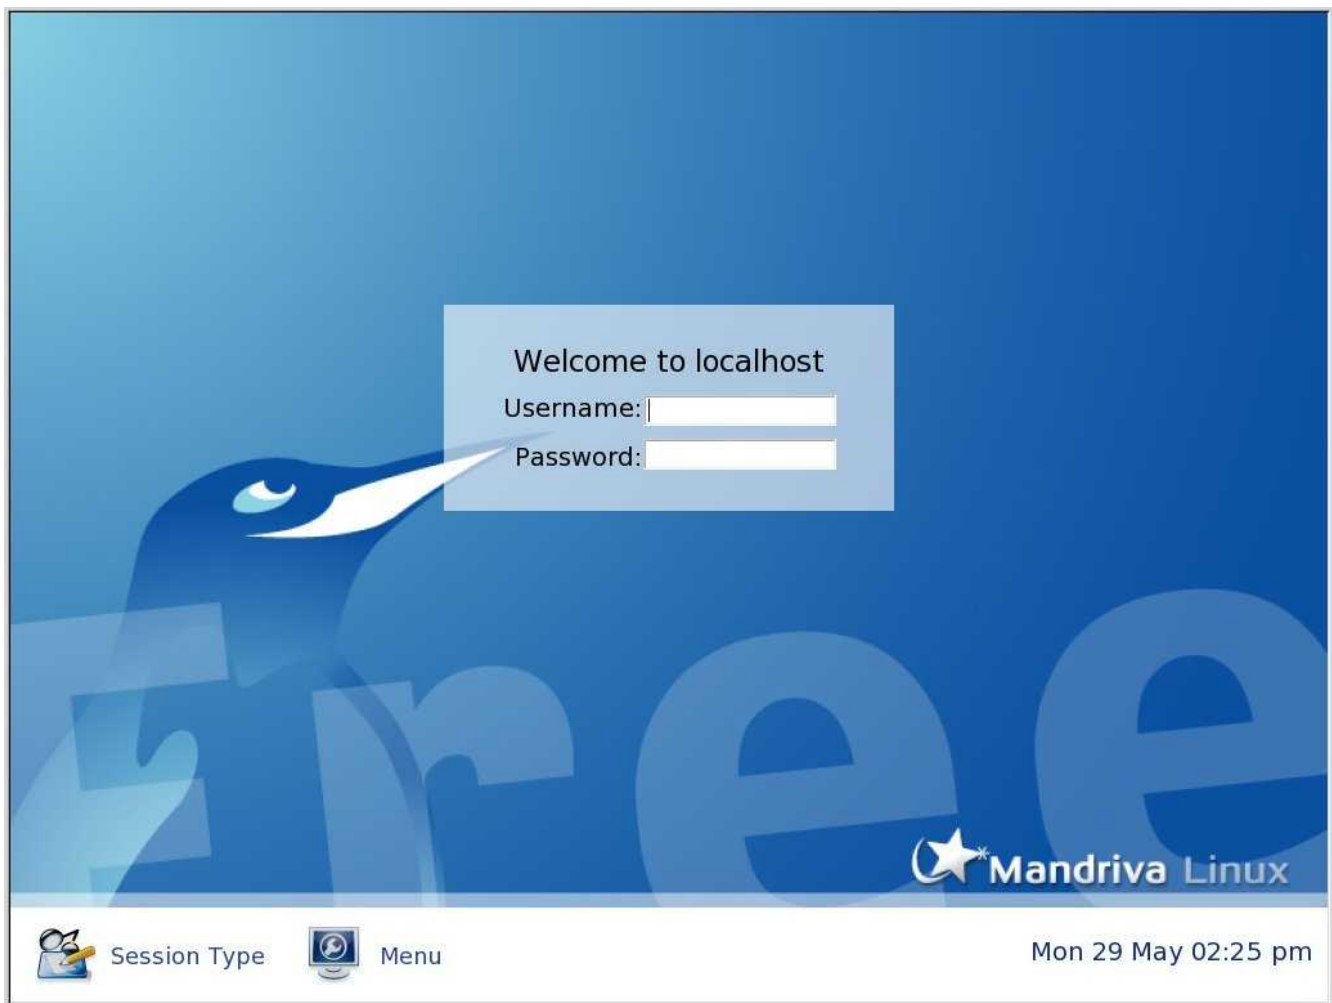 Welcome to localhost
Username:
Password:
Free
Mandriva Linux
Session Type
Menu
Mon 29 May 02:25 pm